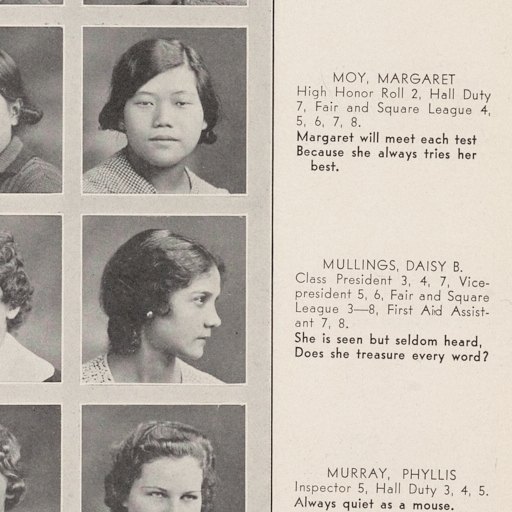 MOY, MARGARET
High Honor Roll 2, Hall Duty
7, Fair and Square League 4,
5, 6, 7, 8.
Margaret will meet each test
Because she always tries her
best.
MULLINGS, DAISY B.
Class President 3, 4, 7, Vice-
president 5, 6, Fair and Square
League 3—8, First Aid Assist-
ant 7, 8.
She is seen but seldom heard,
Does she treasure every word?
MURRAY, PHYLLIS
Inspector 5, Hall Duty 3, 4, 5.
Always quiet as a mouse.